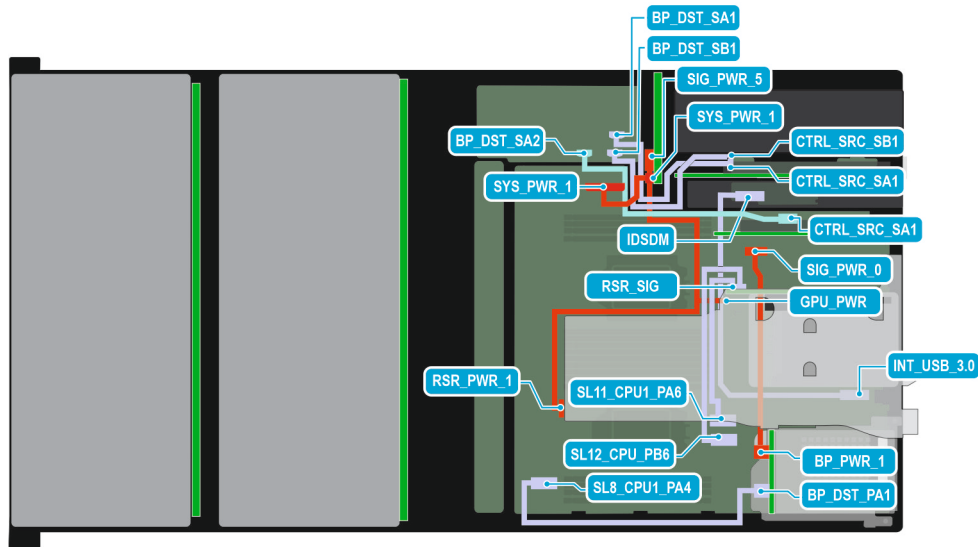 BP_DST_SA1
BP_DST_SB1
SIG_PWR_5
SYS_PWR_1
BP_DST_SA2
CTRL_SRC_SB1
SYS_PWR_1
CTRL_SRC_SA1
IDSDM
CTRL_SRC_SA1
SIG_PWR_0
RSR_SIG
GPU_PWR
INT_USB_3.0
RSR_PWR_1
SL11_CPU1_PA6
SL12_CPU_PB6
BP_PWR_1
SL8_CPU1_PA4
BP_DST_PA1